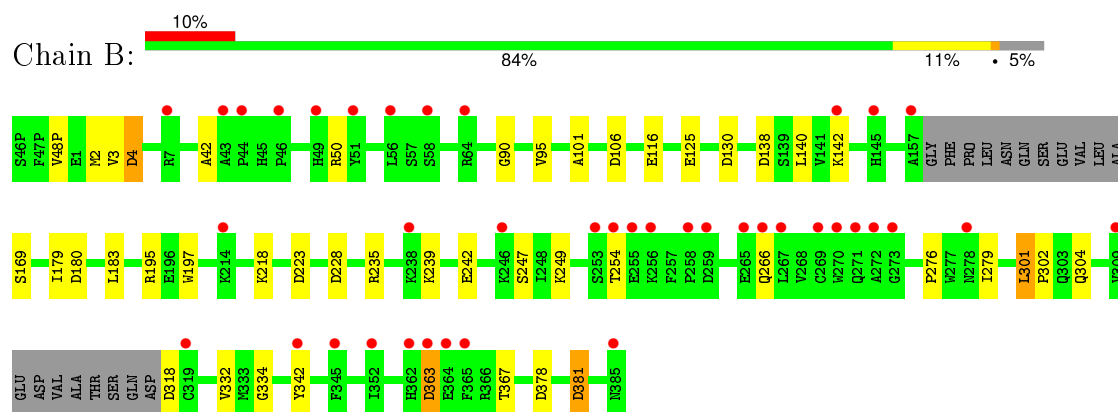 10%
Chain B:
84% 11% • 5%
S46P F47P V48P E1 M2 V3 D4 R7 A42 A43 P44 H45 P46 H49 R50 Y51 L56 S57 S58 R64 G90 V95 A101 D106 E116 E125 D130 D138 S139 L140 V141 K142 H145 A157 GLY PHE PRO LEU ASN GLN SER GLU VAL LEU ALA
S169 I179 D180 L183 R195 E196 W197 K214 K218 D223 D228 R235 K238 K239 E242 K246 S247 I248 K249 S253 T254 E255 K256 F257 P258 D259 E265 Q266 L267 V268 C269 W270 Q271 A272 G273 P276 W277 N278 I279 L301 P302 Q303 Q304
GLU ASP VAL ALA THR SER GLN ASP D318 C319 V332 M333 G334 Y342 F345 I352 H362 D363 E364 F365 R366 T367 D378 D381 N385